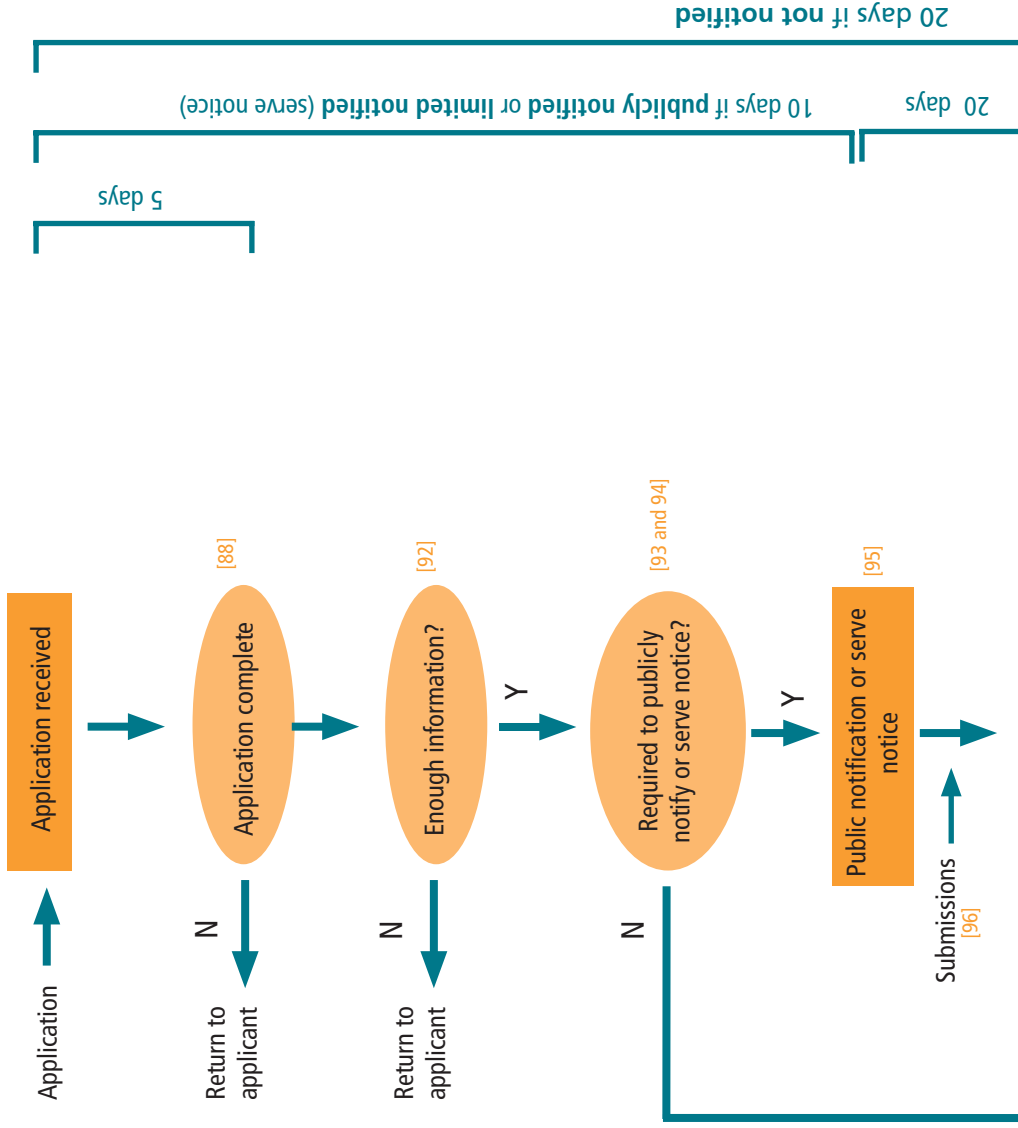 Application
Application received
Application complete
[88]
N
Return to
applicant
Enough information?
[92]
N
Return to
applicant
Y
Required to publicly
notify or serve notice?
[93 and 94]
N
Y
Public notification or serve
notice
[95]
Submissions
[96]
5 days
10 days if publicly notified or limited notified (serve notice)
20 days
20 days if not notified